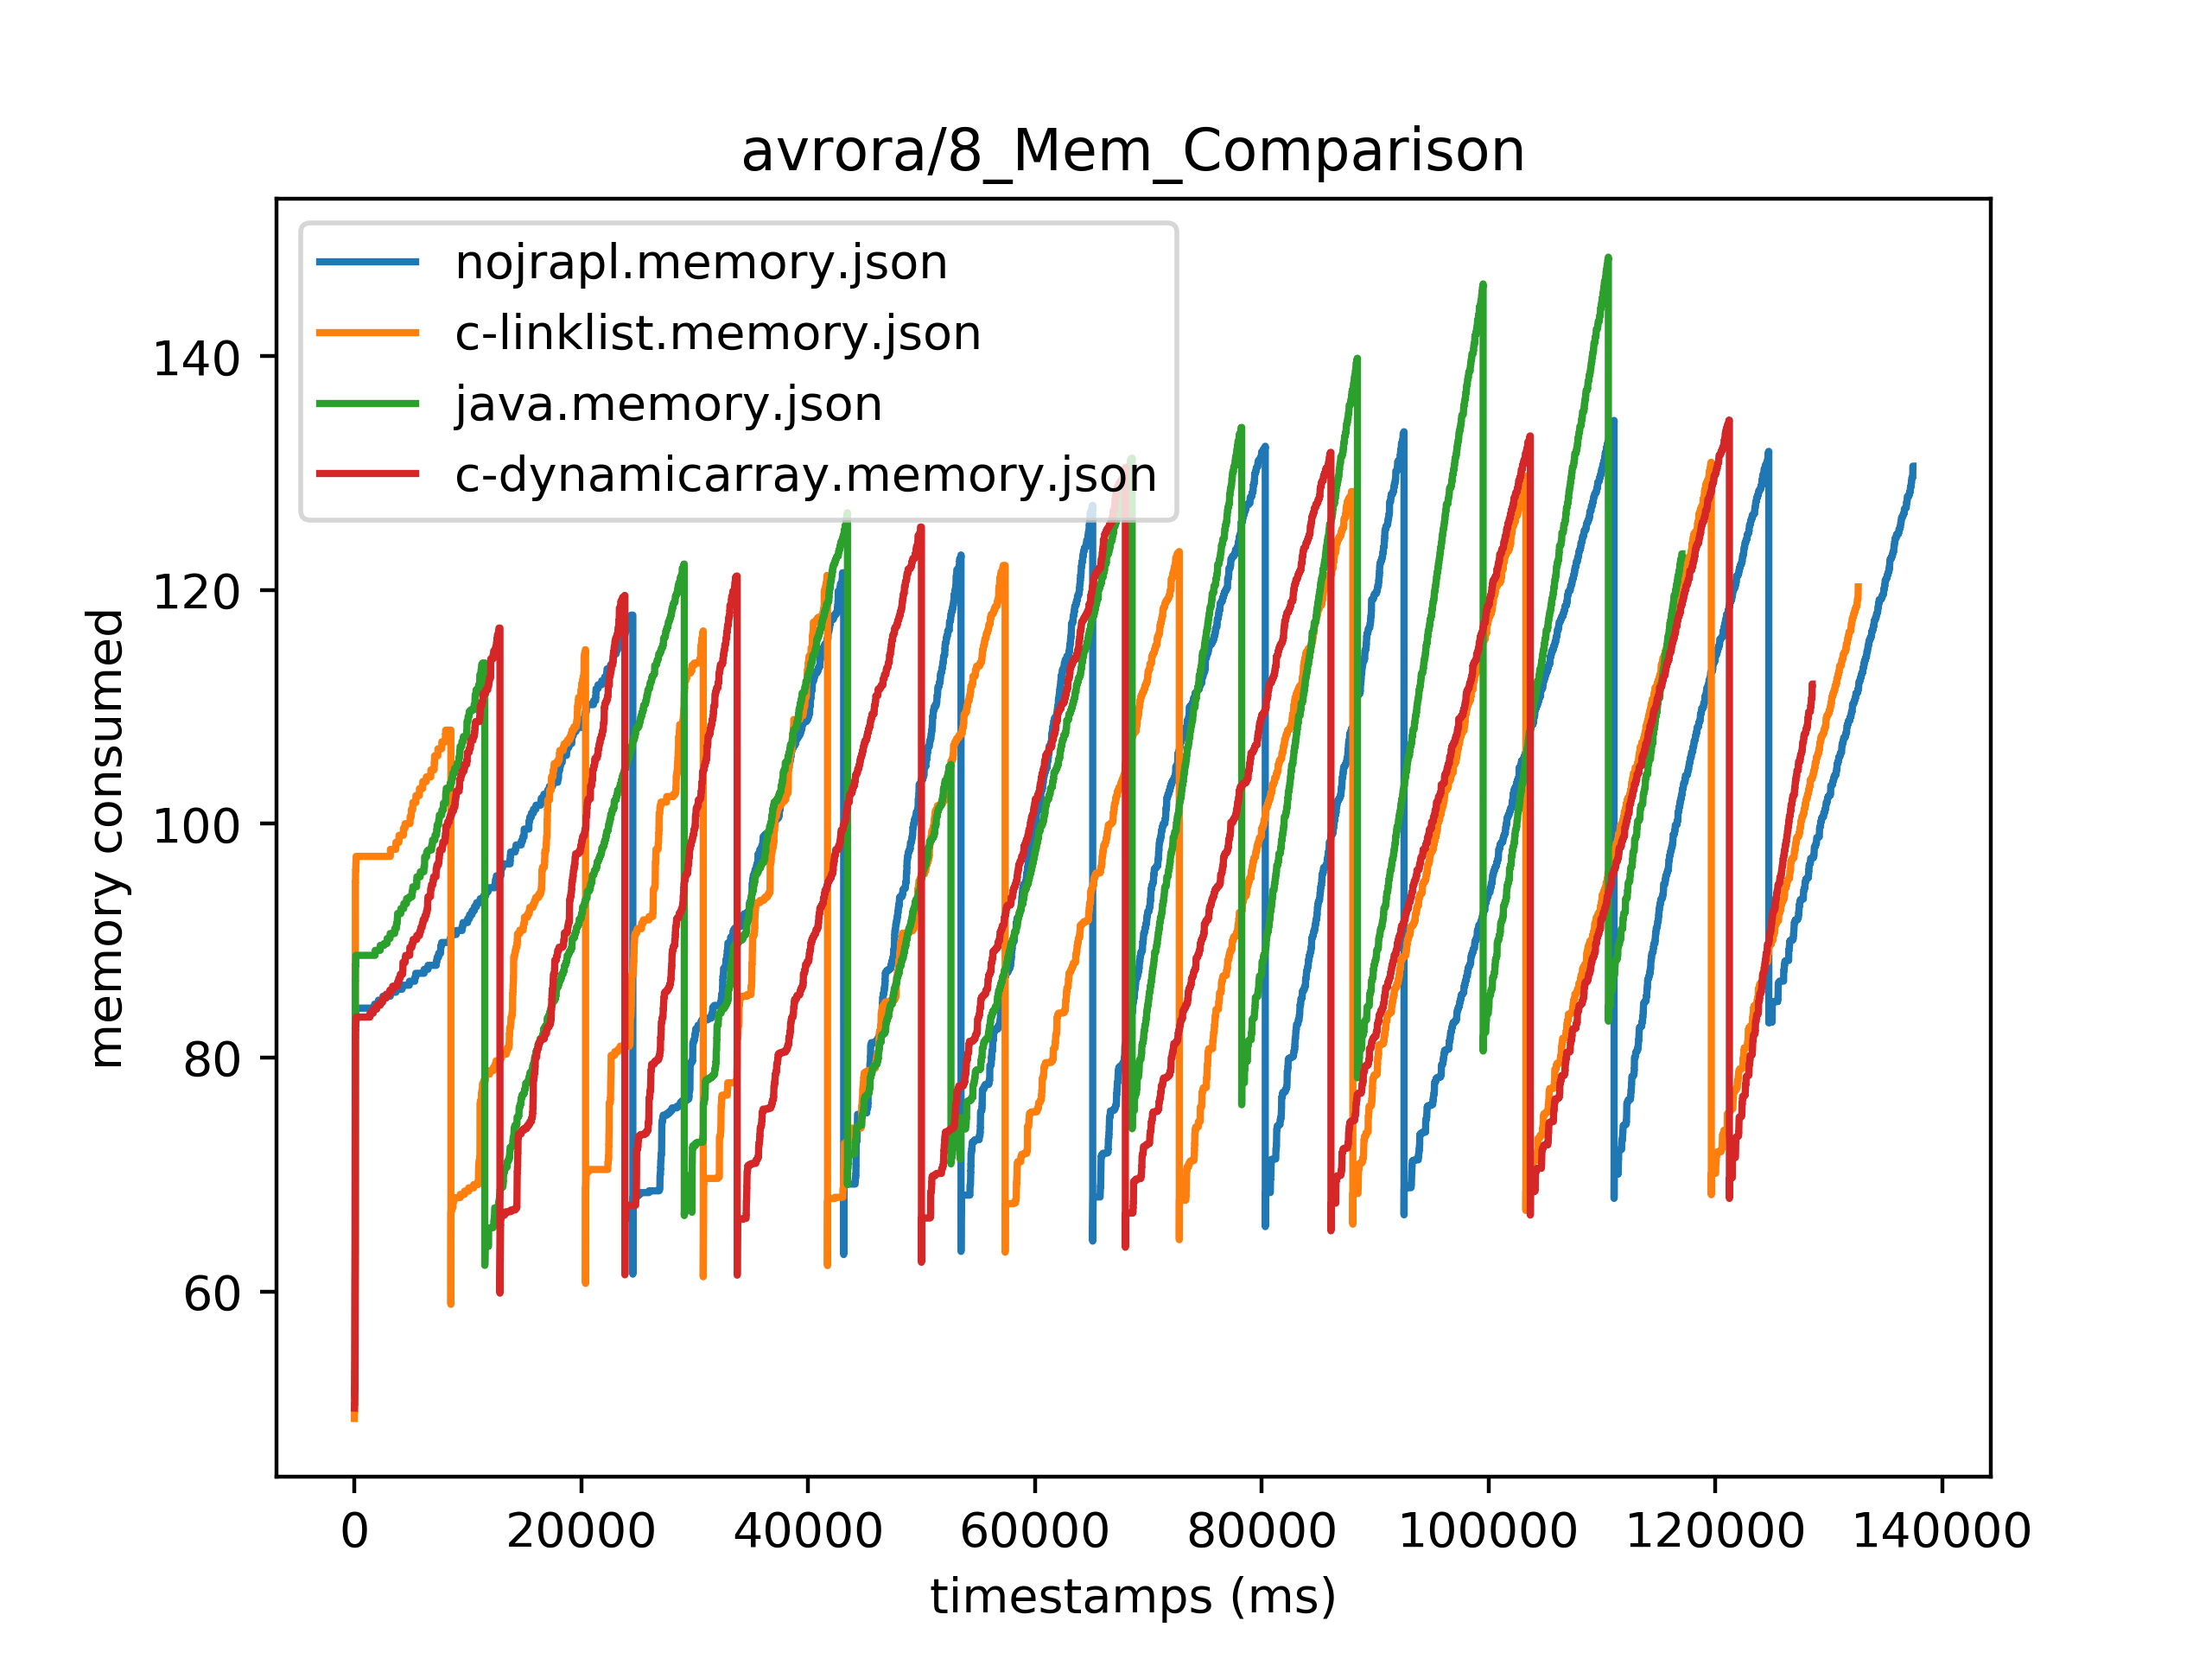 avrora/8_Mem_Comparison
nojrapl.memory.json
c-linklist.memory.json
java.memory.json
c-dynamicarray.memory.json
memory consumed
140
120
100
80
60
0 20000 40000 60000 80000 100000 120000 140000
timestamps (ms)